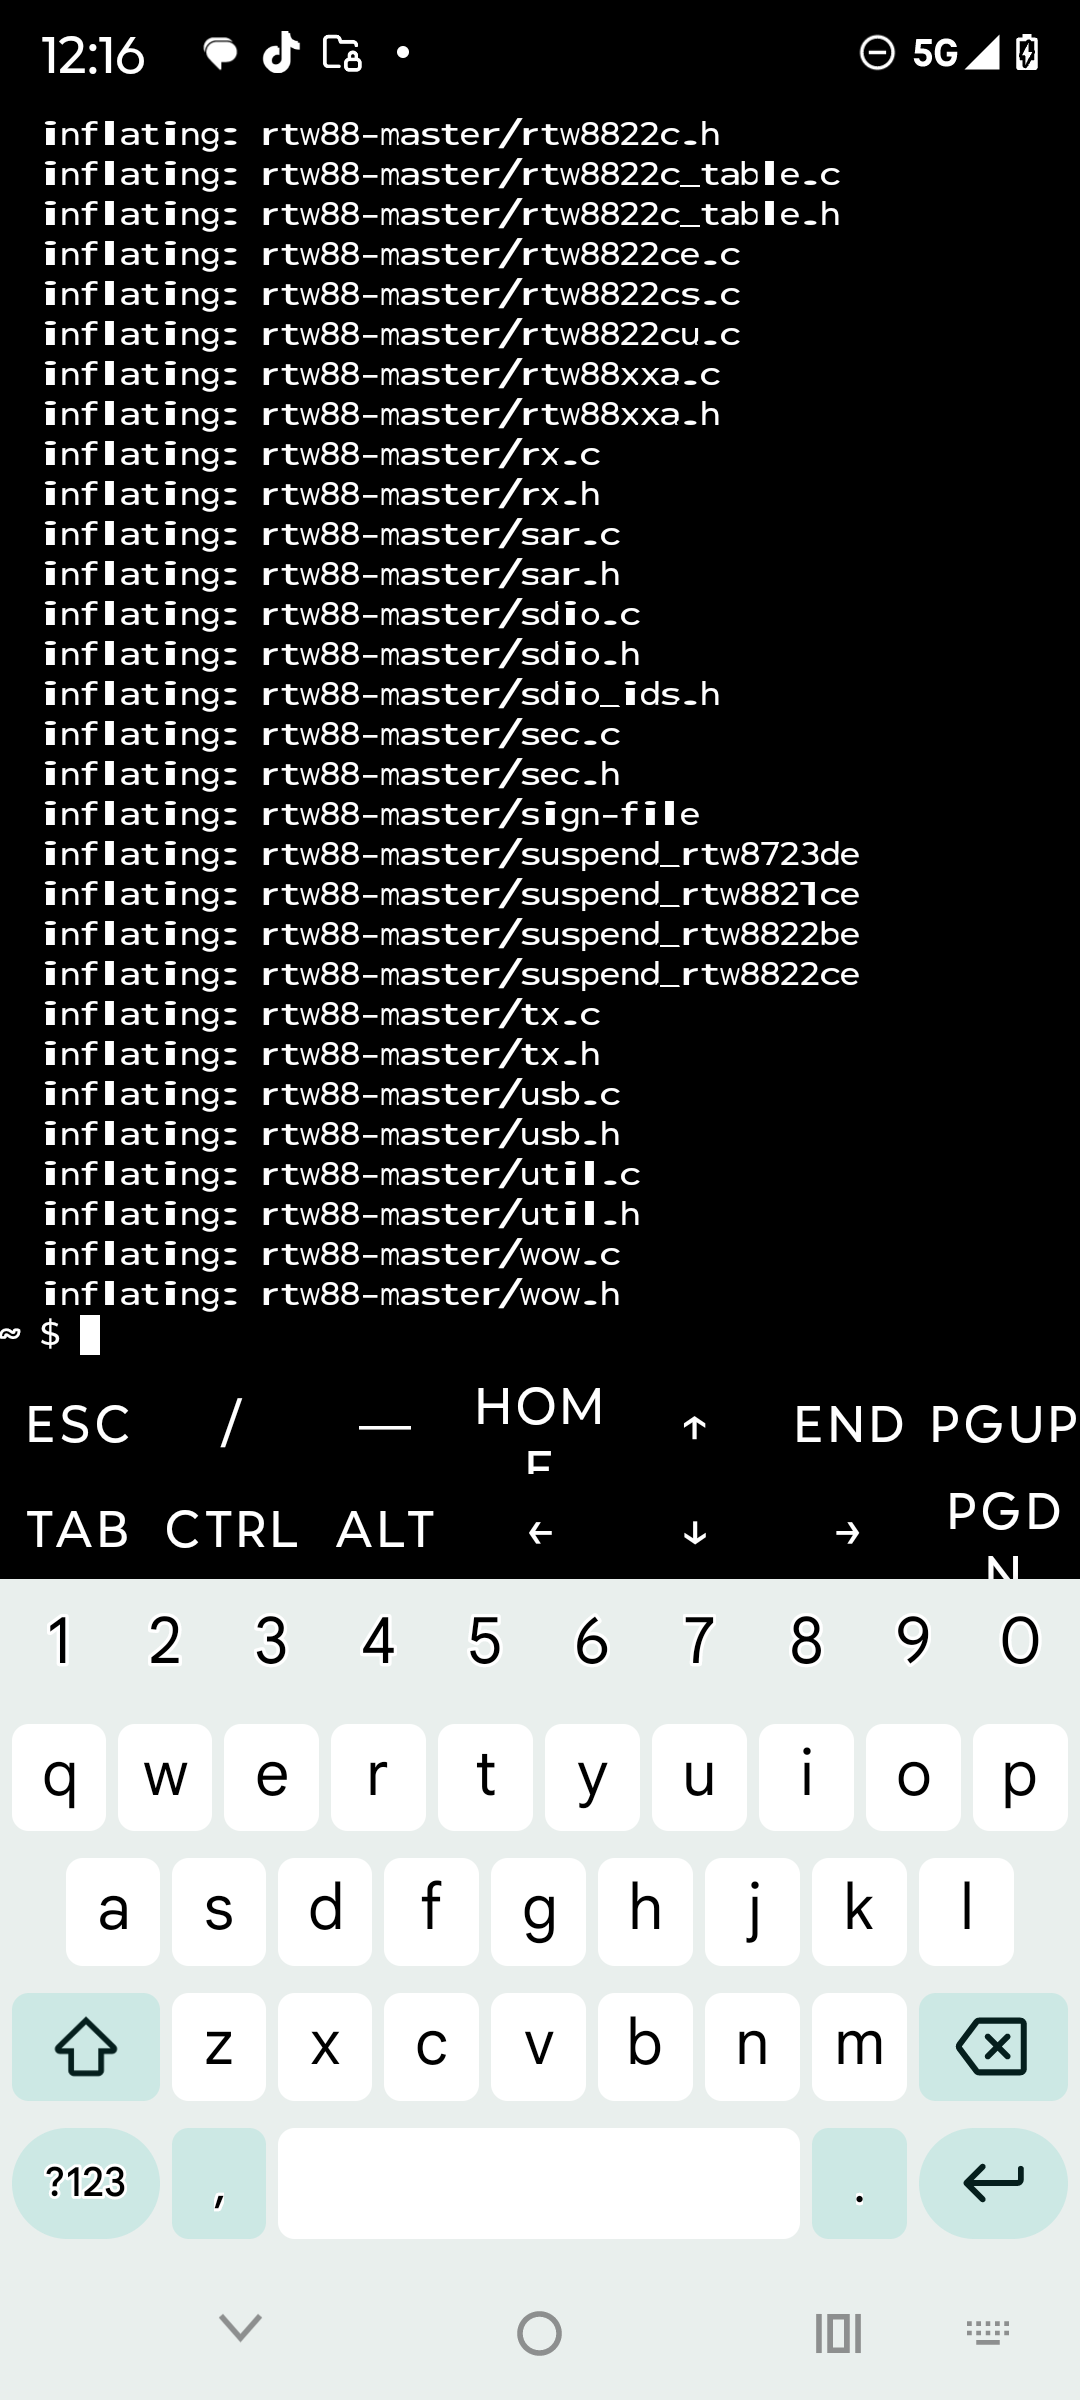 12:16 5G
inflating: rtw88-master/rtw8822c.h
inflating: rtw88-master/rtw8822c_table.c
inflating: rtw88-master/rtw8822c_table.h
inflating: rtw88-master/rtw8822ce.c
inflating: rtw88-master/rtw8822cs.c
inflating: rtw88-master/rtw8822cu.c
inflating: rtw88-master/rtw88xxa.c
inflating: rtw88-master/rtw88xxa.h
inflating: rtw88-master/rx.c
inflating: rtw88-master/rx.h
inflating: rtw88-master/sar.c
inflating: rtw88-master/sar.h
inflating: rtw88-master/sdio.c
inflating: rtw88-master/sdio.h
inflating: rtw88-master/sdio_ids.h
inflating: rtw88-master/sec.c
inflating: rtw88-master/sec.h
inflating: rtw88-master/sign-file
inflating: rtw88-master/suspend_rtw8723de
inflating: rtw88-master/suspend_rtw8821ce
inflating: rtw88-master/suspend_rtw8822be
inflating: rtw88-master/suspend_rtw8822ce
inflating: rtw88-master/tx.c
inflating: rtw88-master/tx.h
inflating: rtw88-master/usb.c
inflating: rtw88-master/usb.h
inflating: rtw88-master/util.c
inflating: rtw88-master/util.h
inflating: rtw88-master/wow.c
inflating: rtw88-master/wow.h
~ $
ESC / — HOME ↑ END PGUP
TAB CTRL ALT ← ↓ → PGDN
1 2 3 4 5 6 7 8 9 0
q w e r t y u i o p
a s d f g h j k l
z x c v b n m
?123 , .